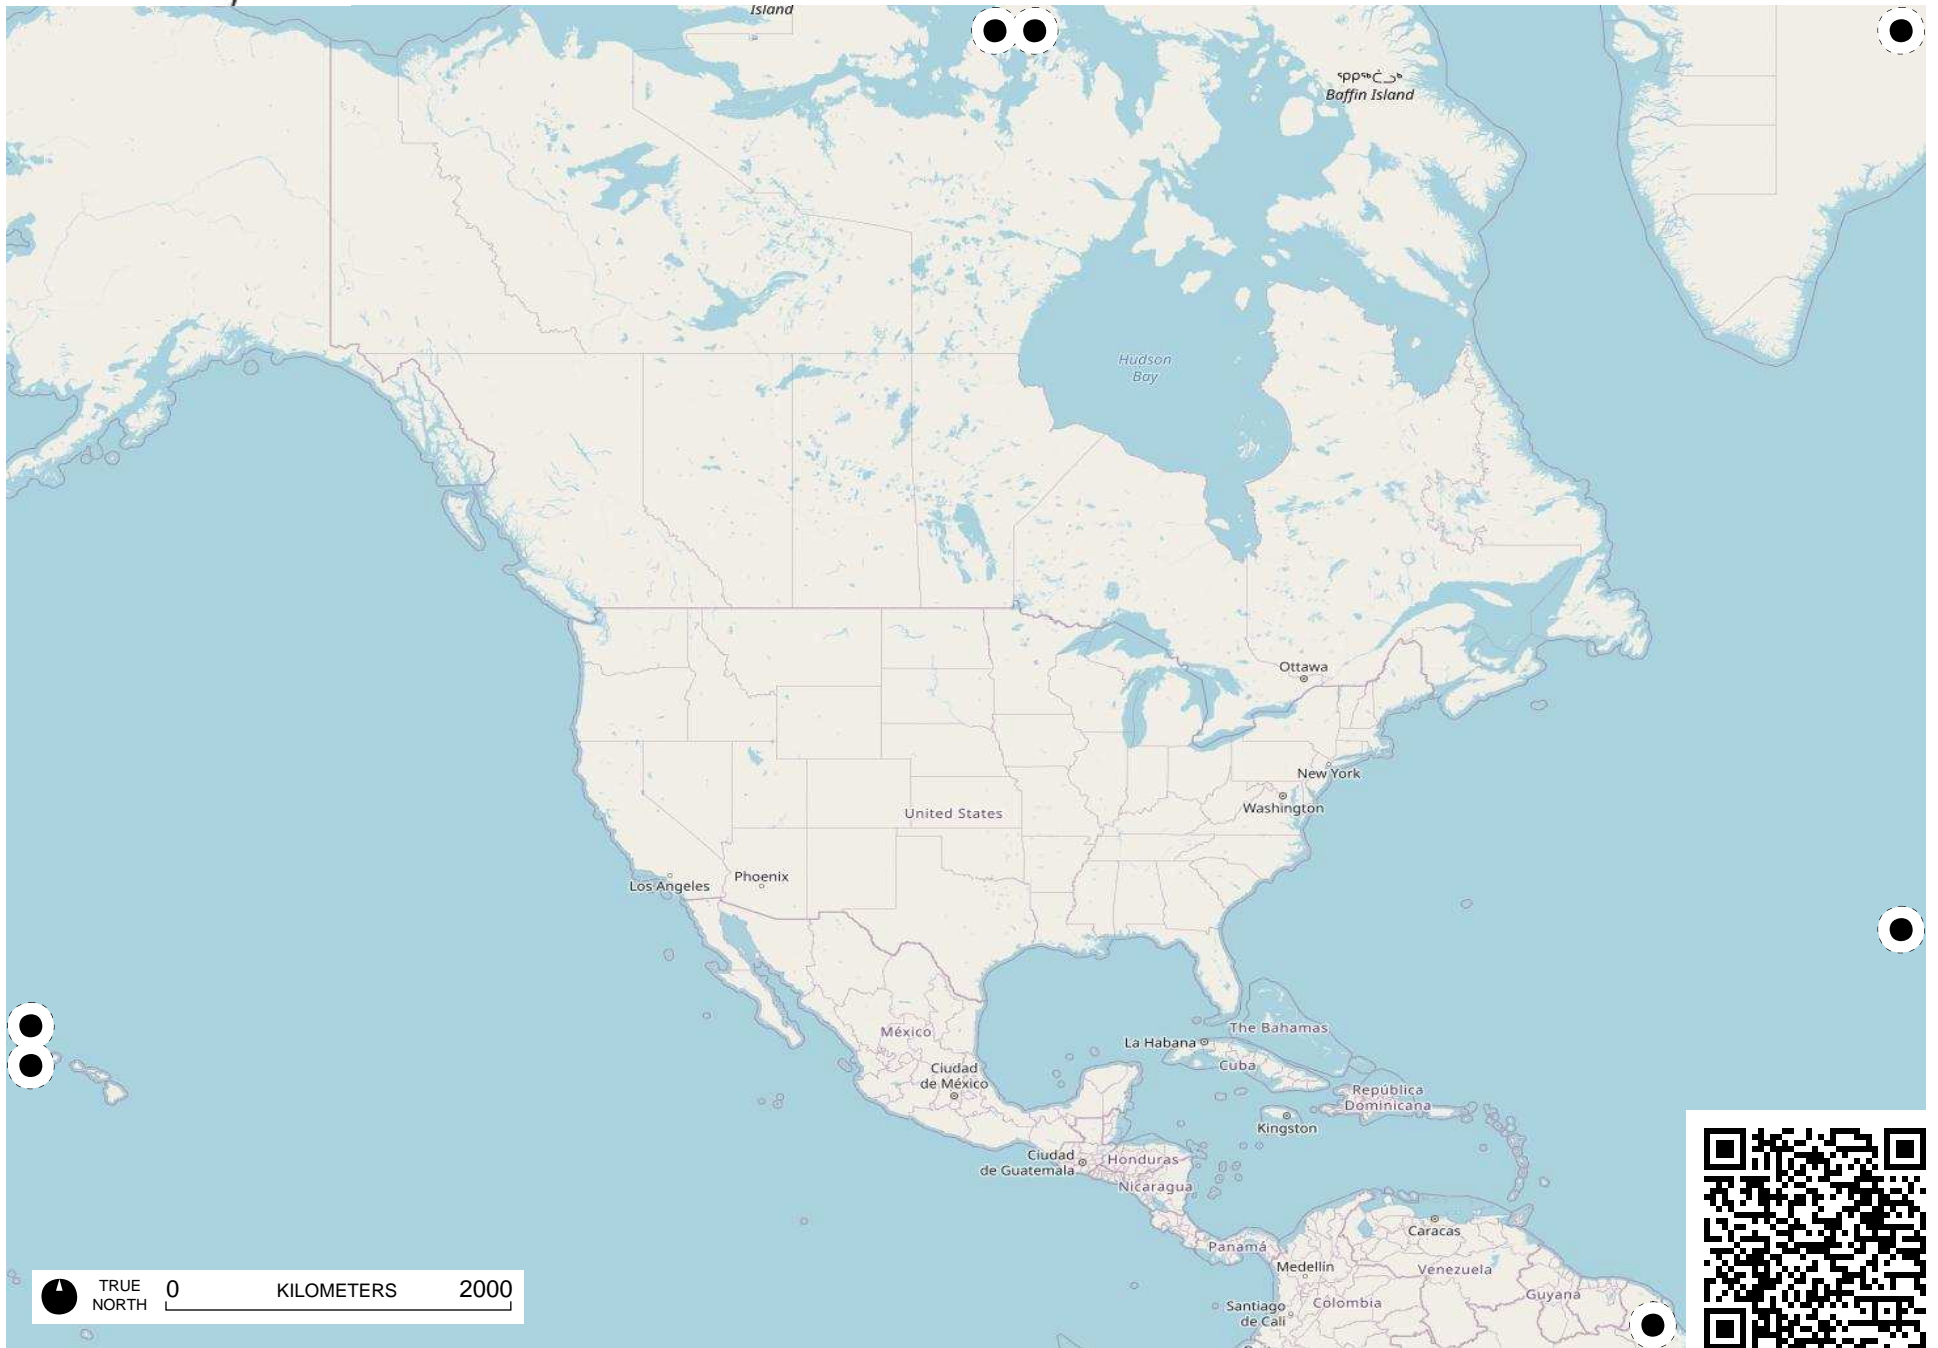 Island
ᕿᑭᖅᑖᓗᒃ
Baffin Island
Hudson
Bay
Ottawa
New York
Washington
United States
Los Angeles
Phoenix
México
La Habana
The Bahamas
Cuba
Ciudad
de México
República
Dominicana
Kingston
Ciudad
de Guatemala
Honduras
Nicaragua
Caracas
Panamá
Medellín
Venezuela
Guyana
Santiago
de Cali
Colombia
TRUE
NORTH
0
KILOMETERS
2000